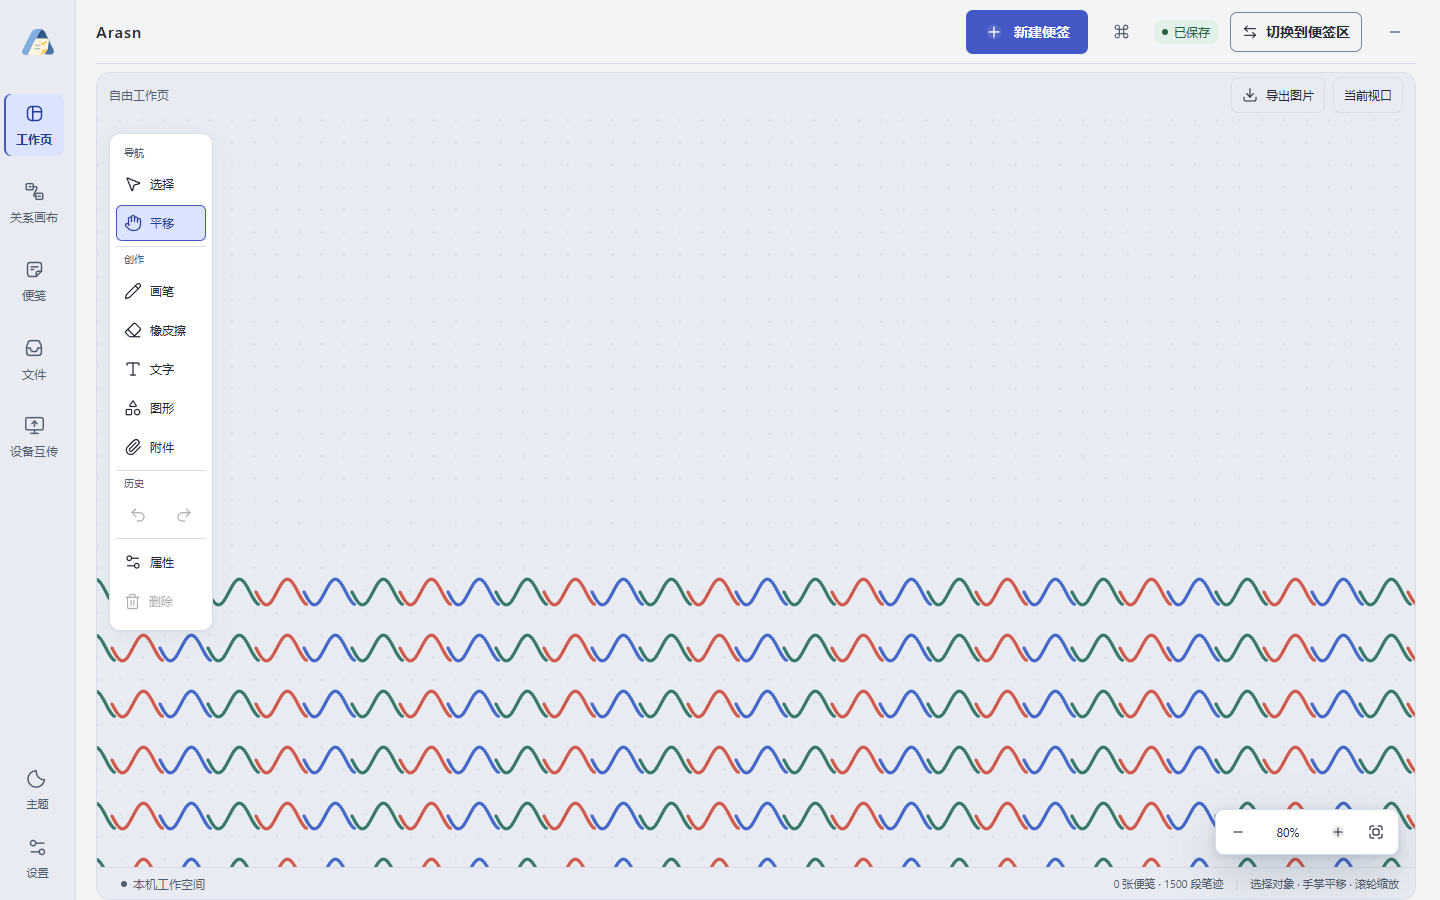 Arasn
新建便签
已保存
切换到便签区
工作页
关系画布
便笺
文件
设备互传
主题
设置
自由工作页
导出图片
当前视口
导航
选择
平移
创作
画笔
橡皮擦
文字
图形
附件
历史
属性
删除
80%
本机工作空间
0 张便笺 · 1500 段笔迹
选择对象 · 手掌平移 · 滚轮缩放